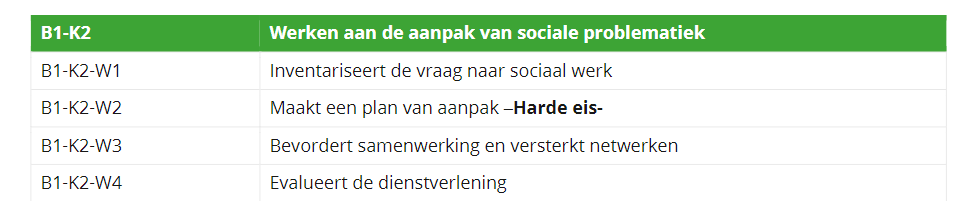 B1-K2 Werken aan de aanpak van sociale problematiek
B1-K2-W1 Inventariseert de vraag naar sociaal werk
B1-K2-W2 Maakt een plan van aanpak –Harde eis-
B1-K2-W3 Bevordert samenwerking en versterkt netwerken
B1-K2-W4 Evalueert de dienstverlening